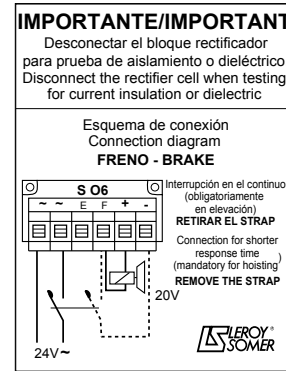 IMPORTANTE/IMPORTANT
Desconectar el bloque rectificador
para prueba de aislamiento o dieléctrico
Disconnect the rectifier cell when testing
for current insulation or dielectric
Esquema de conexión
Connection diagram
FRENO - BRAKE
S O6
~ ~ E F + -
Interrupción en el continuo
(obligatoriamente
en elevación)
RETIRAR EL STRAP
Connection for shorter
response time
(mandatory for hoisting)
REMOVE THE STRAP
20V
24V~
LS LEROY®
SOMER